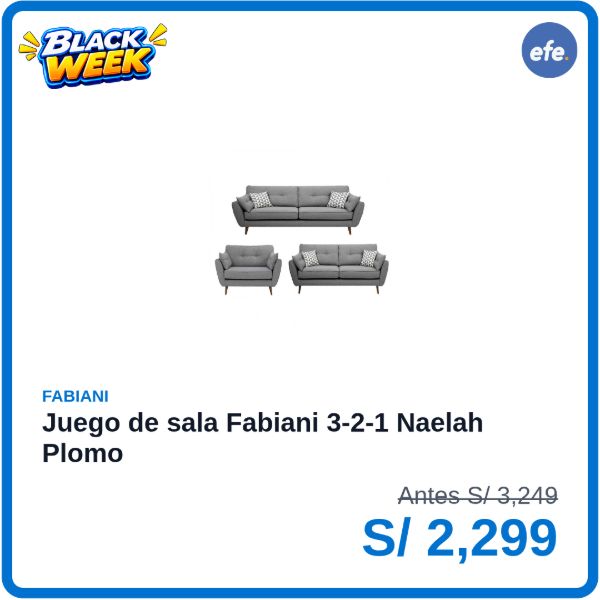 BLACK
WEEK
efe.
FABIANI
Juego de sala Fabiani 3-2-1 Naelah
Plomo
Antes S/ 3,249
S/ 2,299